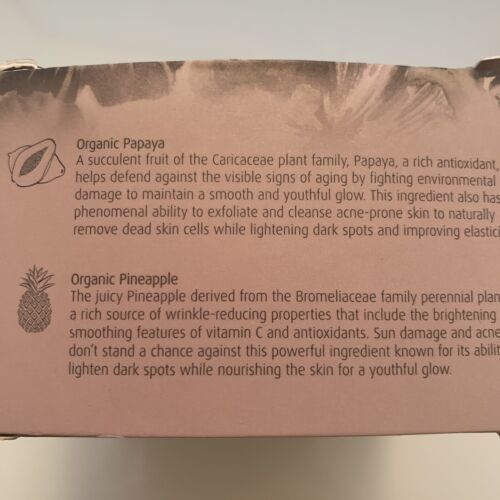 Organic Papaya
A succulent fruit of the Caricaceae plant family, Papaya, a rich antioxidant,
helps defend against the visible signs of aging by fighting environmental
damage to maintain a smooth and youthful glow. This ingredient also has
phenomenal ability to exfoliate and cleanse acne-prone skin to naturally
remove dead skin cells while lightening dark spots and improving elastici
Organic Pineapple
The juicy Pineapple derived from the Bromeliaceae family perennial plan
a rich source of wrinkle-reducing properties that include the brightening
smoothing features of vitamin C and antioxidants. Sun damage and acne
don't stand a chance against this powerful ingredient known for its abilit
lighten dark spots while nourishing the skin for a youthful glow.